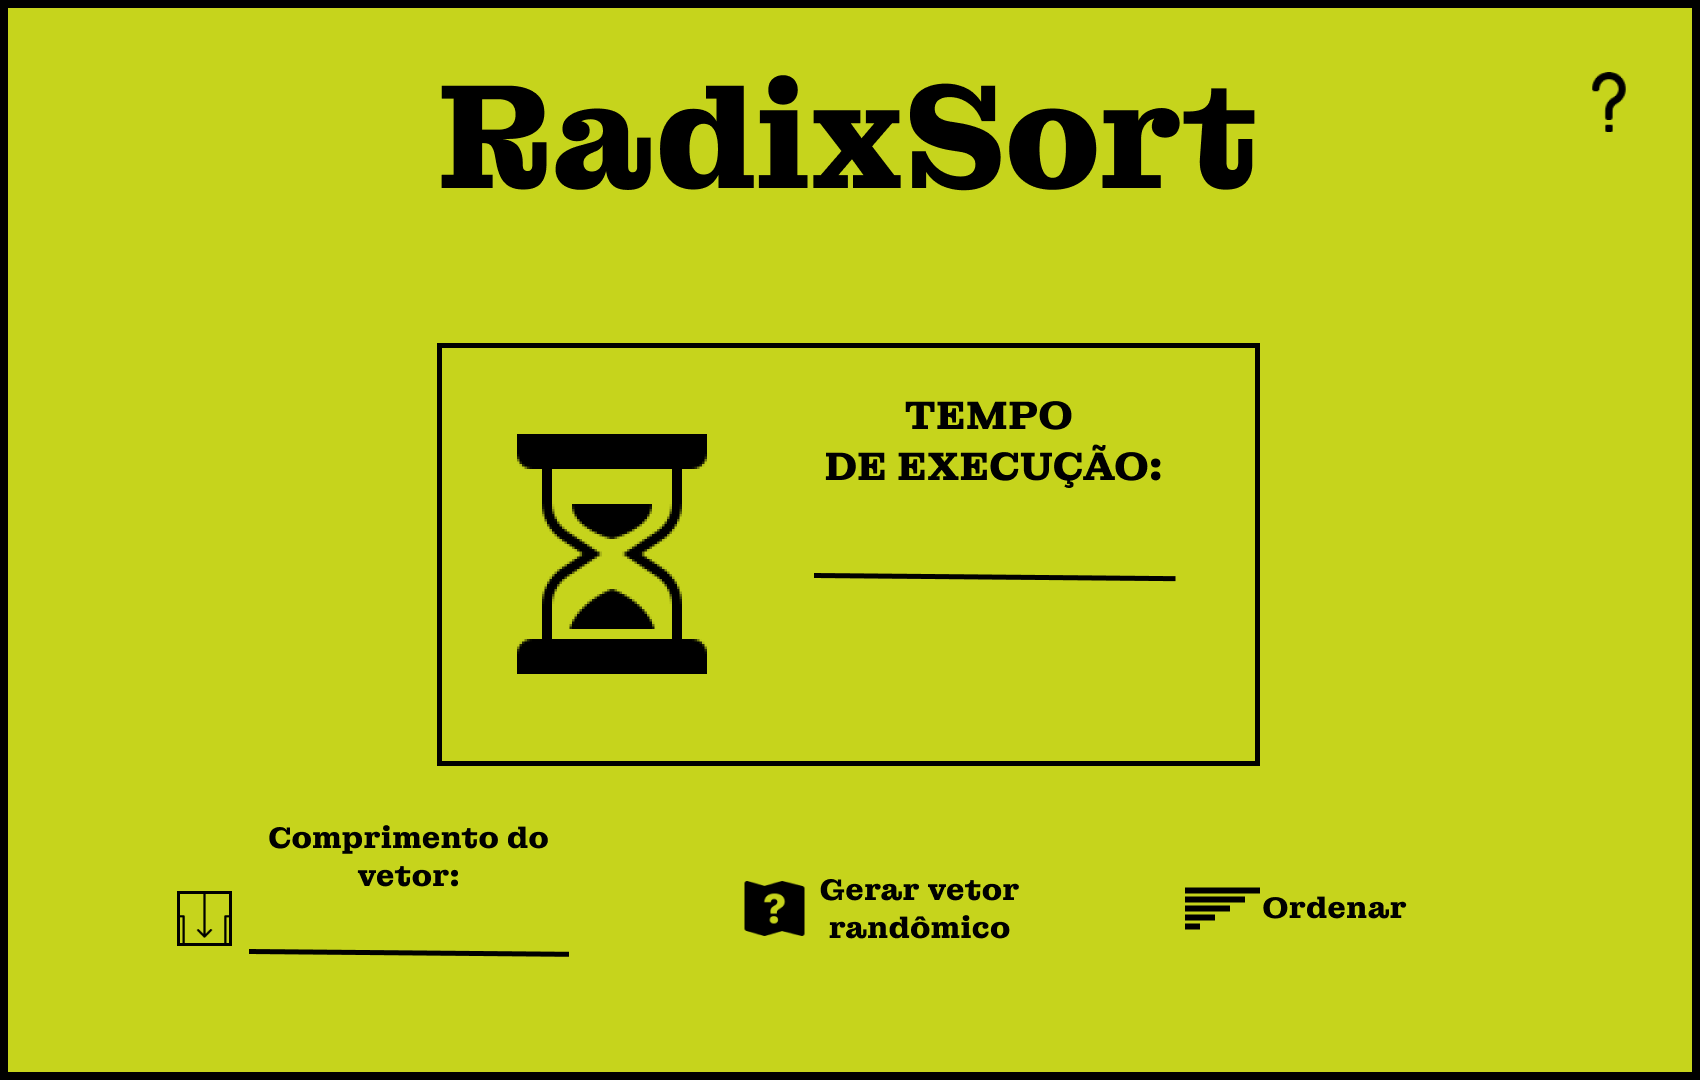 RadixSort
?
TEMPO
DE EXECUÇÃO:
Comprimento do
vetor:
?
Gerar vetor
randômico
Ordenar